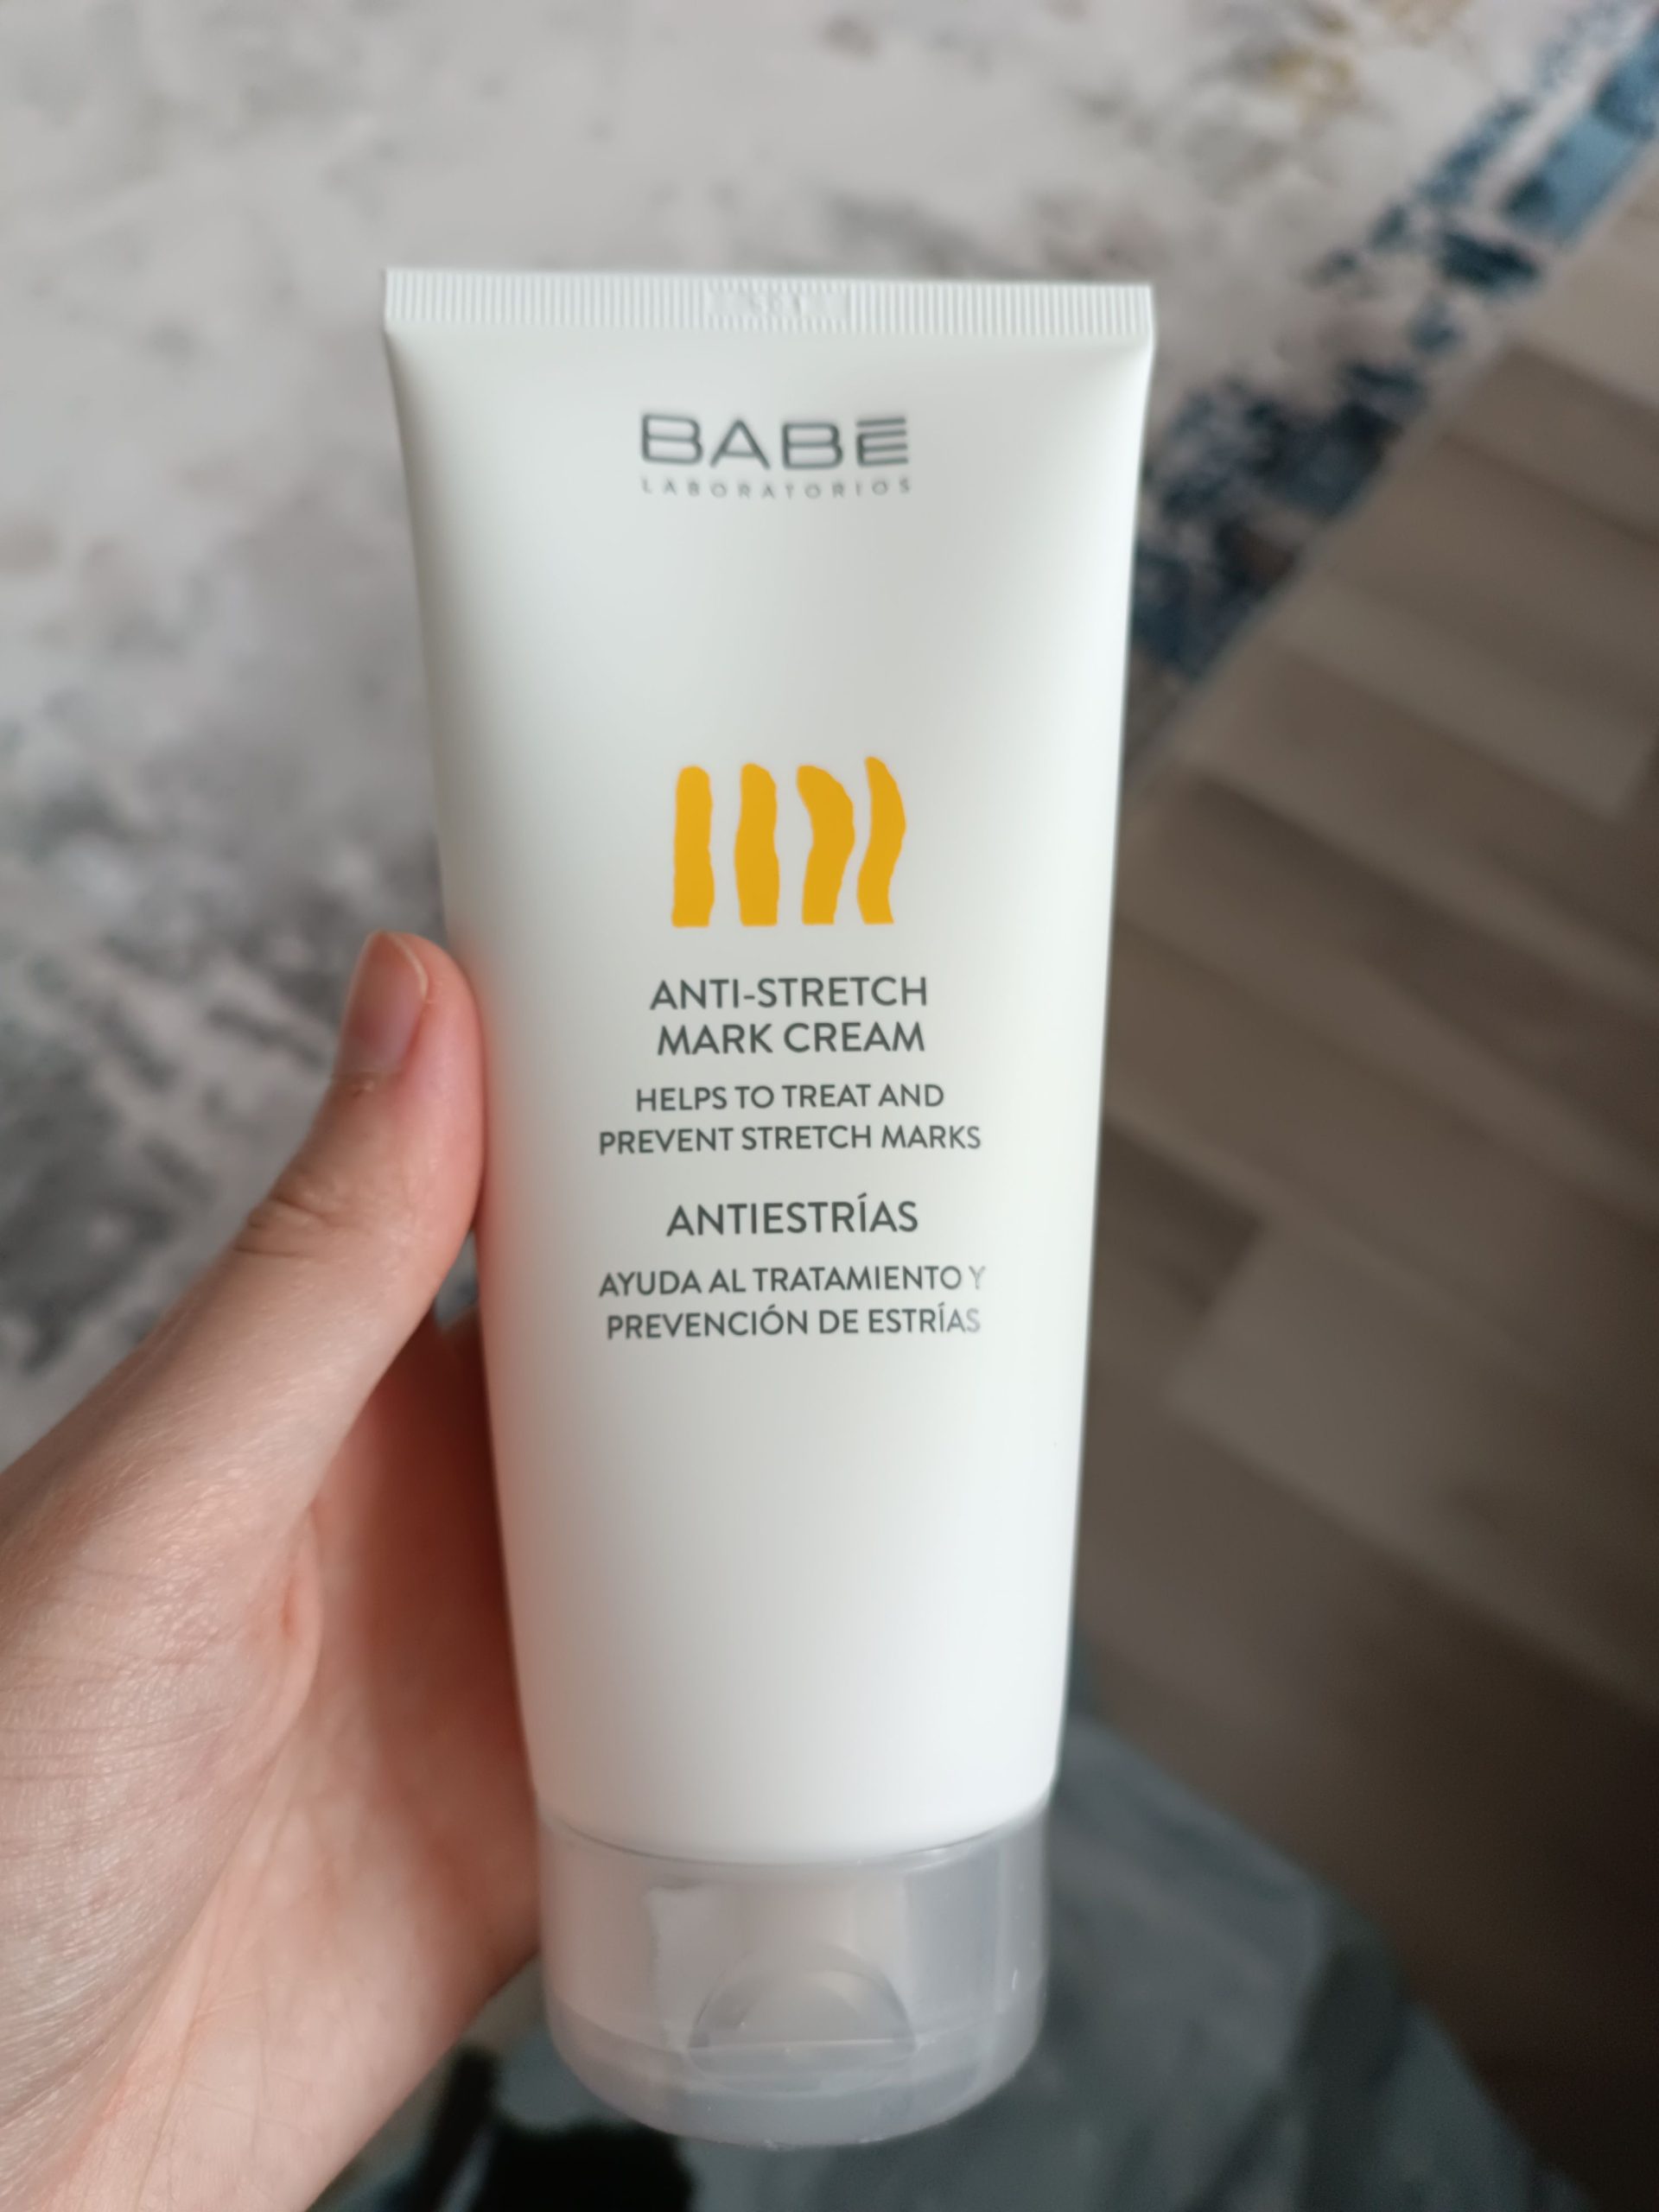 BABĒ
LABORATORIOS
ANTI-STRETCH
MARK CREAM
HELPS TO TREAT AND
PREVENT STRETCH MARKS
ANTIESTRÍAS
AYUDA AL TRATAMIENTO Y
PREVENCIÓN DE ESTRÍAS